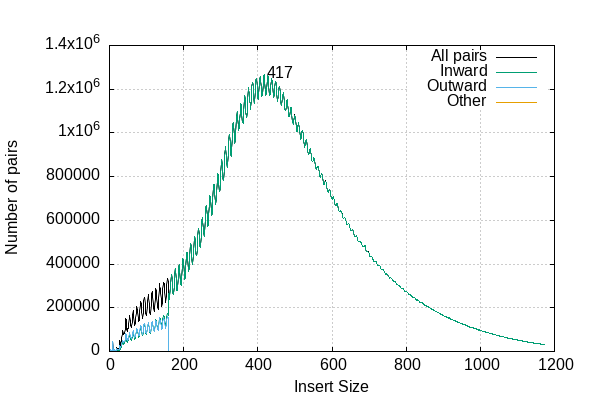 1.4x10⁶
1.2x10⁶
1x10⁶
800000
600000
400000
200000
0
Number of pairs
417
All pairs
Inward
Outward
Other
0 200 400 600 800 1000 1200
Insert Size